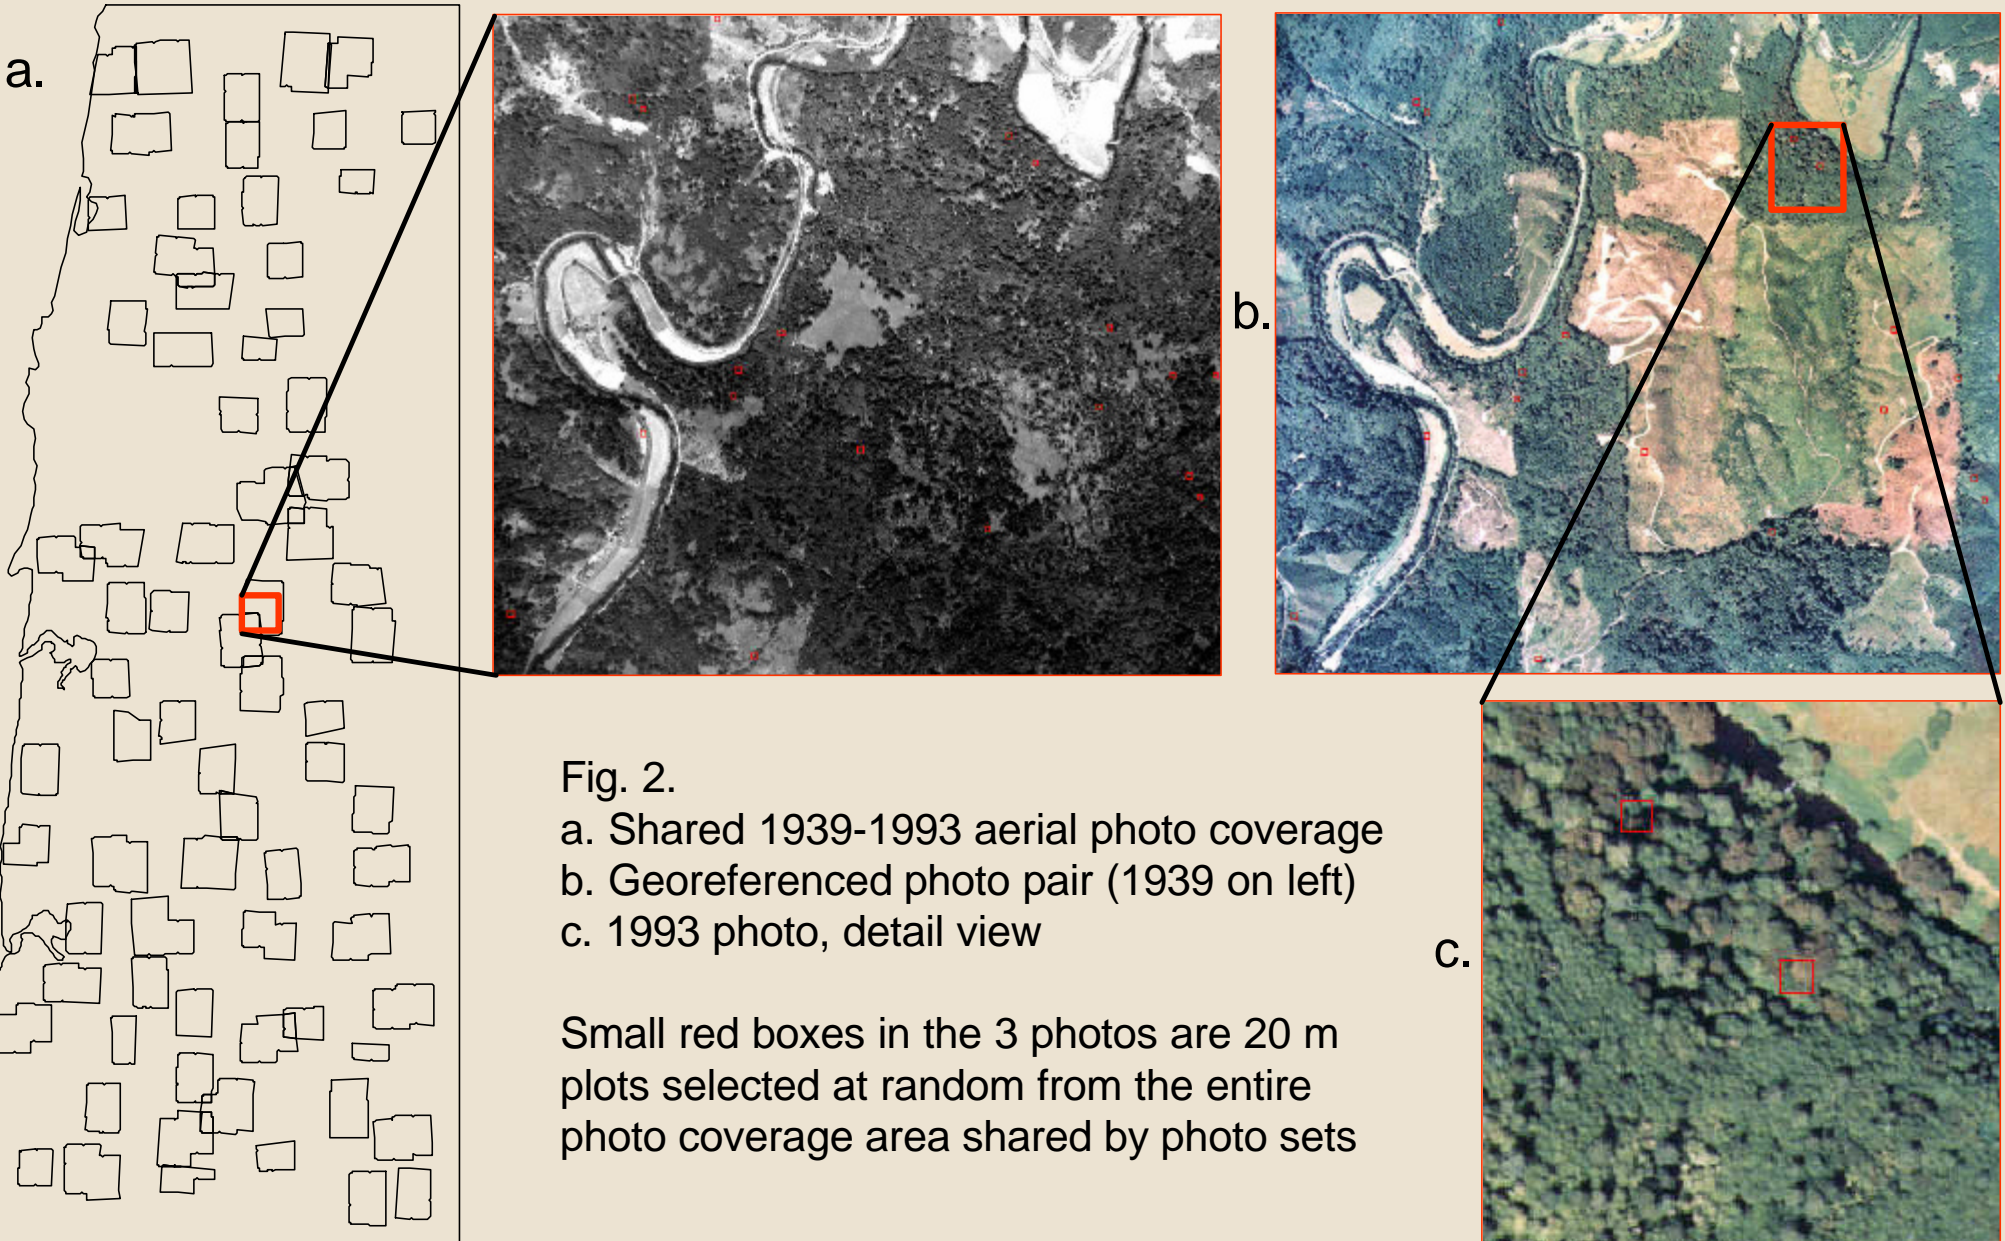 a.
b.
Fig. 2.
a. Shared 1939-1993 aerial photo coverage
b. Georeferenced photo pair (1939 on left)
c. 1993 photo, detail view
c.
Small red boxes in the 3 photos are 20 m
plots selected at random from the entire
photo coverage area shared by photo sets